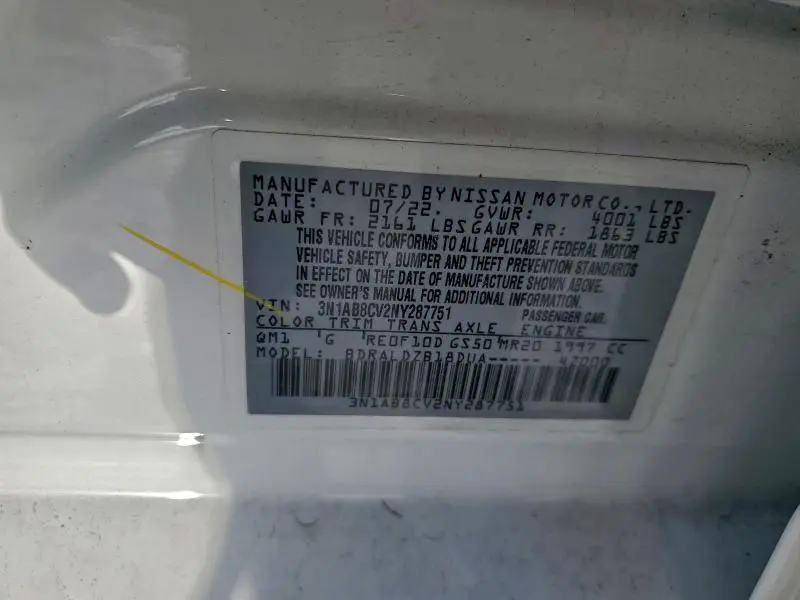 MANUFACTURED BY NISSAN MOTOR CO., LTD.
DATE: 07/22. GVWR: 4001 LBS
GAWR FR: 2161 LBS GAWR RR: 1863 LBS
THIS VEHICLE CONFORMS TO ALL APPLICABLE FEDERAL MOTOR
VEHICLE SAFETY, BUMPER AND THEFT PREVENTION STANDARDS
IN EFFECT ON THE DATE OF MANUFACTURE SHOWN ABOVE.
SEE OWNER'S MANUAL FOR ADDITIONAL INFORMATION.
VIN: 3N1AB8CV2NY287751 PASSENGER CAR
COLOR TRIM TRANS AXLE ENGINE
QM1 G RE0F10D GS50 MR20 1997 CC
MODEL: BDRALDZB18DUA-----
3N1AB8CV2NY287751